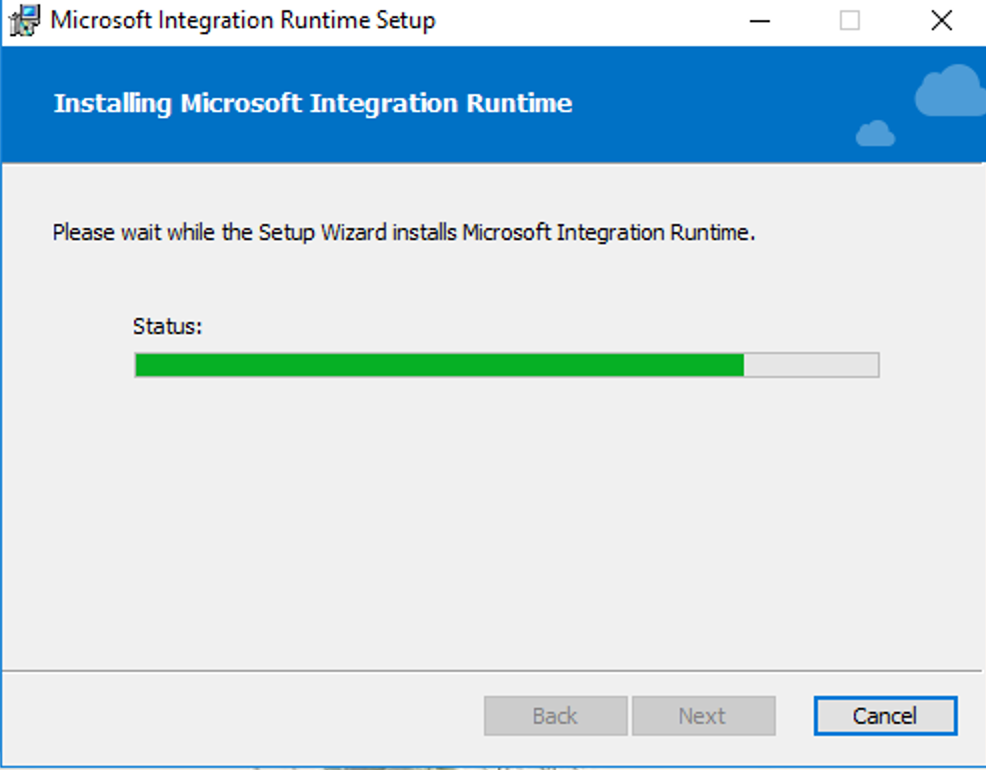 Microsoft Integration Runtime Setup
Installing Microsoft Integration Runtime
Please wait while the Setup Wizard installs Microsoft Integration Runtime.
Status:
Back Next Cancel